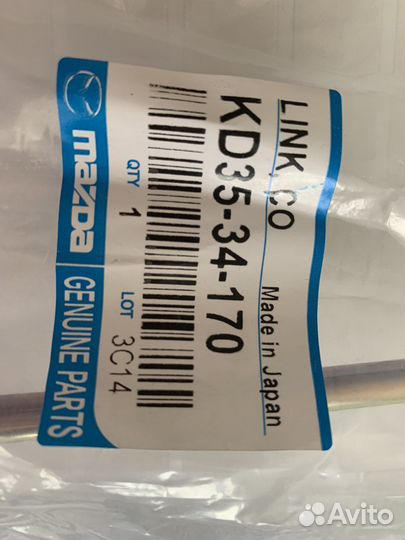 LINK,CO
KD35-34-170
Made in Japan
QTY 1
LOT 3C14
mazda
GENUINE PARTS
Avito